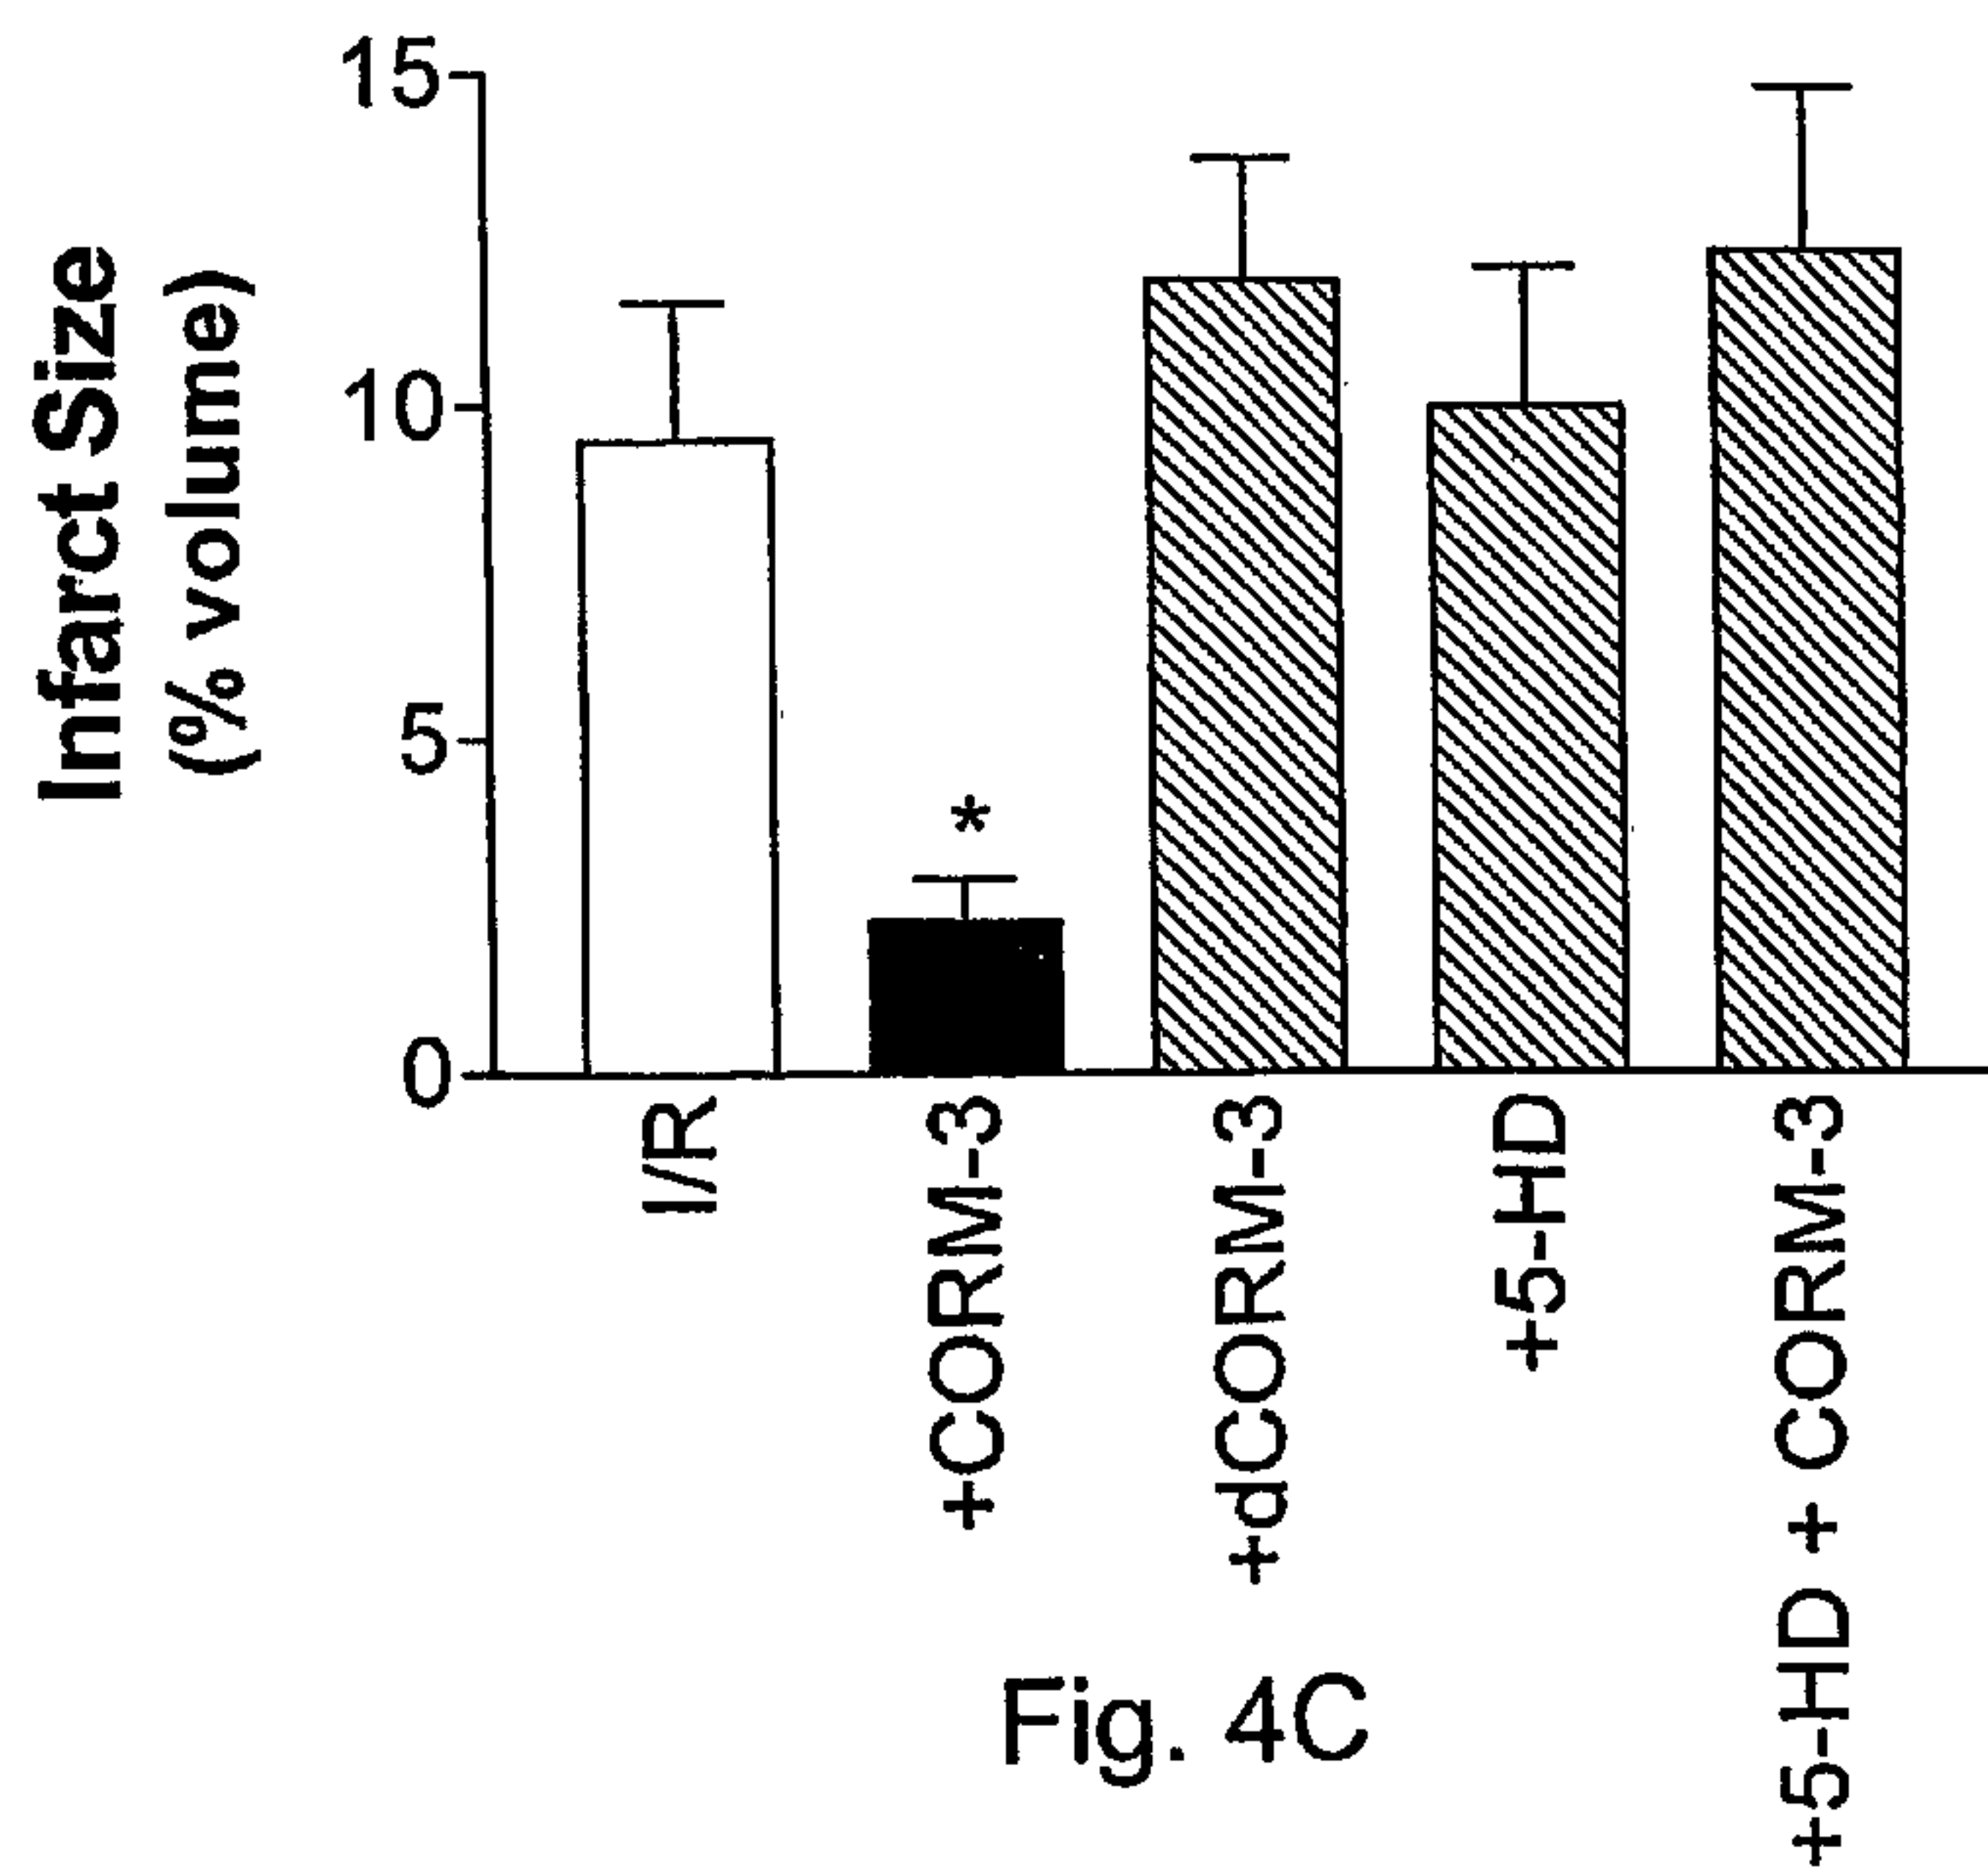 Infarct Size
(% volume)
15
10
5
0
*
I/R
+CORM-3
+dCORM-3
+5-HD
+5-HD + CORM-3
Fig. 4C